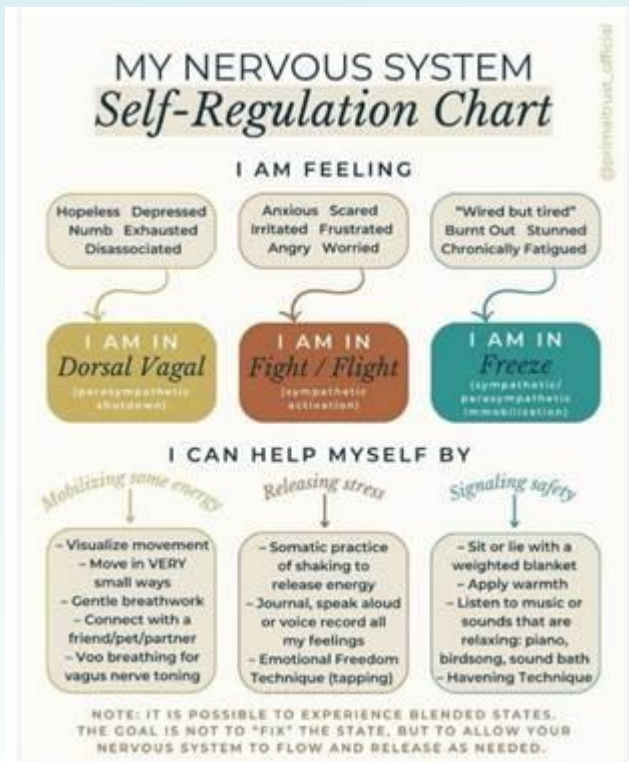 MY NERVOUS SYSTEM
Self-Regulation Chart
@primaltrust_official
I AM FEELING
Hopeless Depressed
Numb Exhausted
Disassociated
Anxious Scared
Irritated Frustrated
Angry Worried
"Wired but tired"
Burnt Out Stunned
Chronically Fatigued
I AM IN
Dorsal Vagal
(parasympathetic
shutdown)
I AM IN
Fight / Flight
(sympathetic
activation)
I AM IN
Freeze
(sympathetic/
parasympathetic
immobilization)
I CAN HELP MYSELF BY
Mobilizing some energy
– Visualize movement
– Move in VERY
small ways
– Gentle breathwork
– Connect with a
friend/pet/partner
– Voo breathing for
vagus nerve toning
Releasing stress
– Somatic practice
of shaking to
release energy
– Journal, speak aloud
or voice record all
my feelings
– Emotional Freedom
Technique (tapping)
Signaling safety
– Sit or lie with a
weighted blanket
– Apply warmth
– Listen to music or
sounds that are
relaxing: piano,
birdsong, sound bath
– Havening Technique
NOTE: IT IS POSSIBLE TO EXPERIENCE BLENDED STATES.
THE GOAL IS NOT TO "FIX" THE STATE, BUT TO ALLOW YOUR
NERVOUS SYSTEM TO FLOW AND RELEASE AS NEEDED.